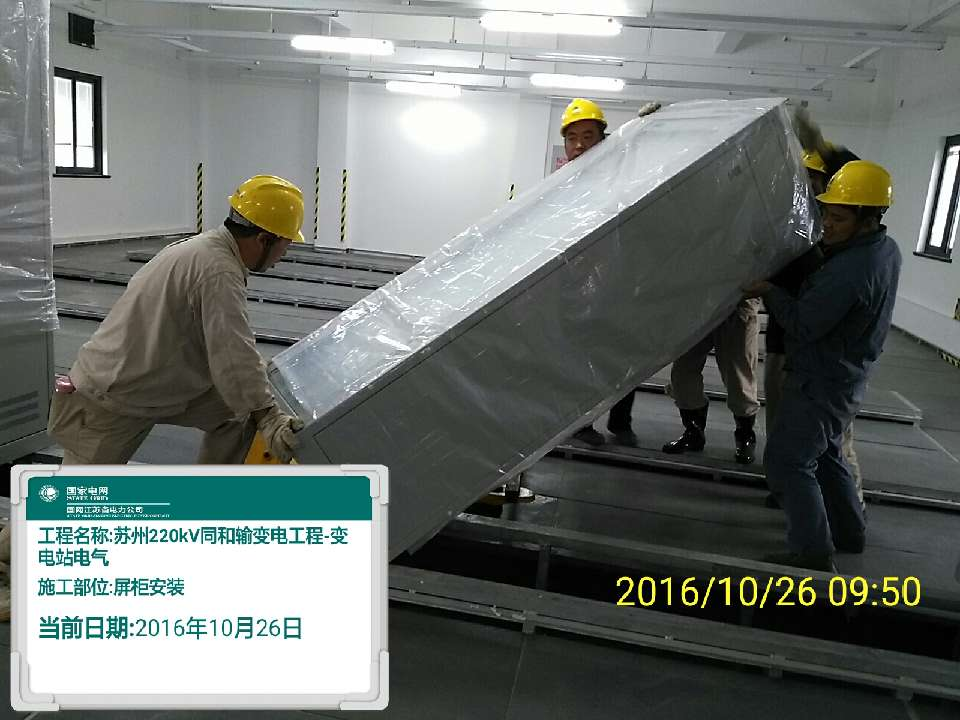 国家电网
STATE GRID
国网江苏省电力公司
工程名称:苏州220kV同和输变电工程-变
电站电气
施工部位:屏柜安装
当前日期:2016年10月26日
2016/10/26 09:50